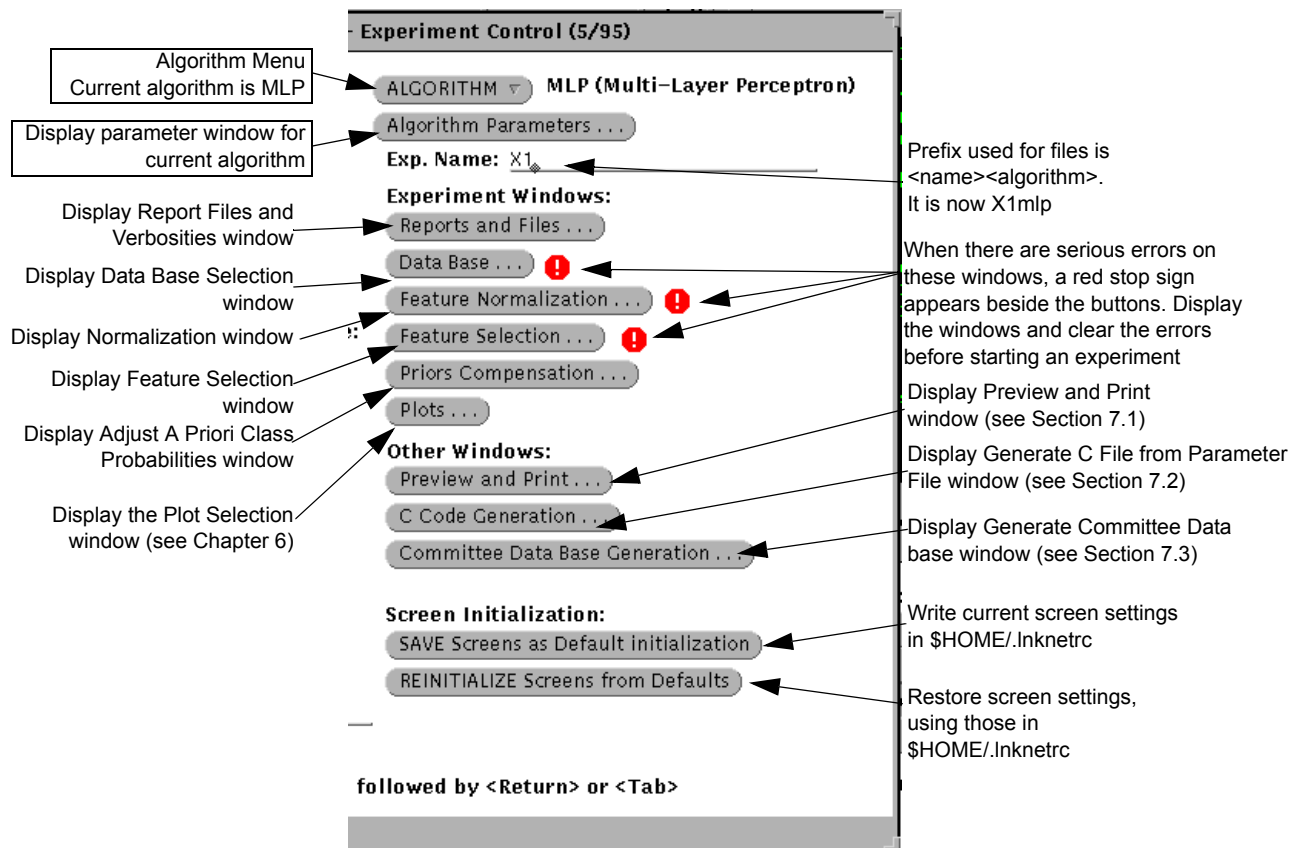 Experiment Control (5/95)
Algorithm Menu
Current algorithm is MLP
ALGORITHM MLP (Multi-Layer Perceptron)
Display parameter window for
current algorithm
Algorithm Parameters . . .
Exp. Name: X1
Prefix used for files is
<name><algorithm>.
It is now X1mlp
Experiment Windows:
Display Report Files and
Verbosities window
Reports and Files . . .
Display Data Base Selection
window
Data Base . . . !
When there are serious errors on
these windows, a red stop sign
appears beside the buttons. Display
the windows and clear the errors
before starting an experiment
Display Normalization window
Feature Normalization . . . !
Display Feature Selection
window
Feature Selection . . . !
Display Adjust A Priori Class
Probabilities window
Priors Compensation . . .
Display the Plot Selection
window (see Chapter 6)
Plots . . .
Other Windows:
Preview and Print . . .
Display Preview and Print
window (see Section 7.1)
C Code Generation . . .
Display Generate C File from Parameter
File window (see Section 7.2)
Committee Data Base Generation . . .
Display Generate Committee Data
base window (see Section 7.3)
Screen Initialization:
SAVE Screens as Default initialization
Write current screen settings
in $HOME/.lnknetrc
REINITIALIZE Screens from Defaults
Restore screen settings,
using those in
$HOME/.lnknetrc
followed by <Return> or <Tab>